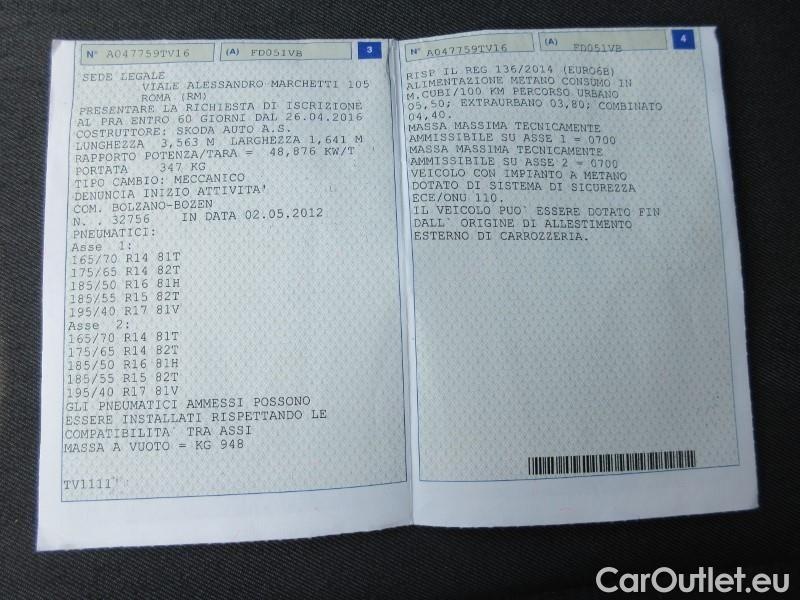 N° A047759TV16 (A) FD051VB 3
SEDE LEGALE
VIALE ALESSANDRO MARCHETTI 105
ROMA (RM)
PRESENTARE LA RICHIESTA DI ISCRIZIONE
AL PRA ENTRO 60 GIORNI DAL 26.04.2016
COSTRUTTORE: SKODA AUTO A.S.
LUNGHEZZA 3,563 M LARGHEZZA 1,641 M
RAPPORTO POTENZA/TARA = 48,876 KW/T
PORTATA 347 KG
TIPO CAMBIO: MECCANICO
DENUNCIA INIZIO ATTIVITA'
COM. BOLZANO-BOZEN
N. . 32756 IN DATA 02.05.2012
PNEUMATICI:
Asse 1:
165/70 R14 81T
175/65 R14 82T
185/50 R16 81H
185/55 R15 82T
195/40 R17 81V
Asse 2:
165/70 R14 81T
175/65 R14 82T
185/50 R16 81H
185/55 R15 82T
195/40 R17 81V
GLI PNEUMATICI AMMESSI POSSONO
ESSERE INSTALLATI RISPETTANDO LE
COMPATIBILITA` TRA ASSI
MASSA A VUOTO = KG 948
TV1111
N° A047759TV16 (A) FD051VB 4
RISP IL REG 136/2014 (EURO6B)
ALIMENTAZIONE METANO CONSUMO IN
M.CUBI/100 KM PERCORSO URBANO
05,50; EXTRAURBANO 03,80; COMBINATO
04,40.
MASSA MASSIMA TECNICAMENTE
AMMISSIBILE SU ASSE 1 = 0700
MASSA MASSIMA TECNICAMENTE
AMMISSIBILE SU ASSE 2 = 0700
VEICOLO CON IMPIANTO A METANO
DOTATO DI SISTEMA DI SICUREZZA
ECE/ONU 110.
IL VEICOLO PUO` ESSERE DOTATO FIN
DALL` ORIGINE DI ALLESTIMENTO
ESTERNO DI CARROZZERIA.
CarOutlet.eu